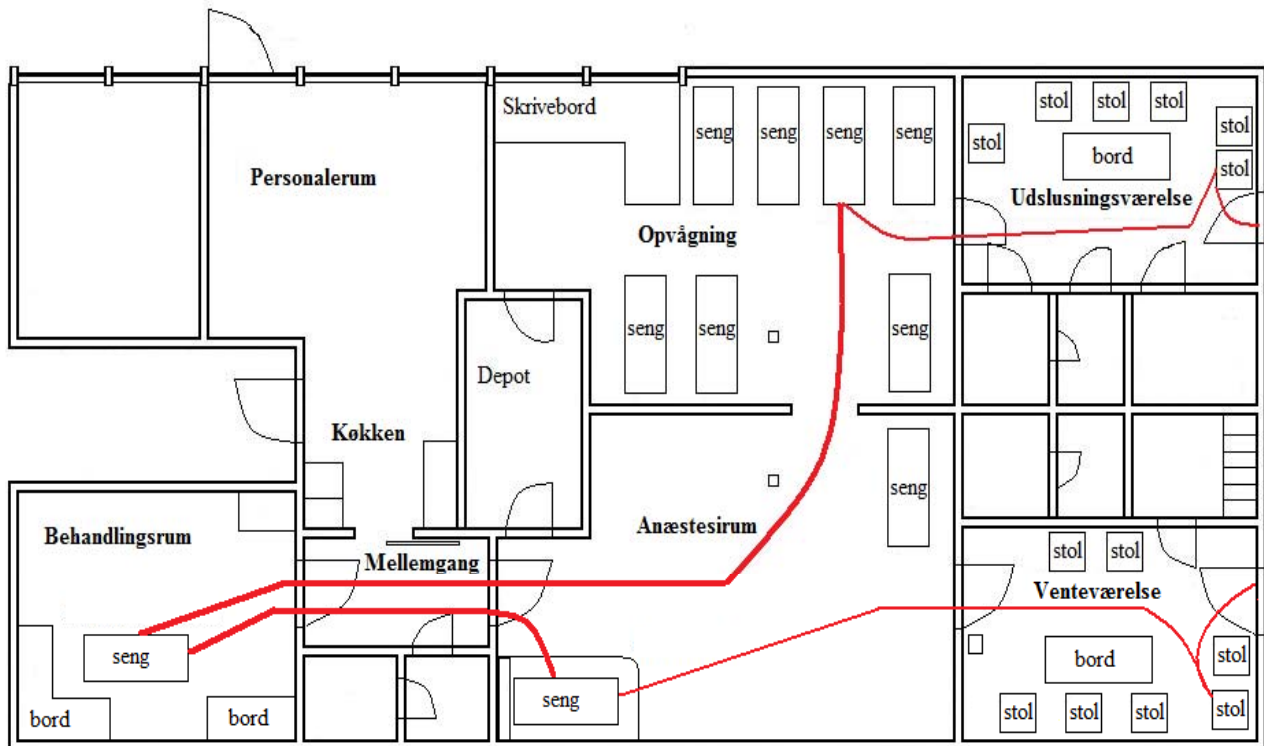 Skrivebord
seng
seng
seng
seng
stol
stol
stol
stol
stol
bord
stol
Personalerum
Udslusningsværelse
Opvågning
seng
seng
seng
Depot
Køkken
seng
Anæstesirum
Behandlingsrum
Mellemgang
stol
stol
Venteværelse
seng
bord
stol
seng
bord
bord
stol
stol
stol
stol